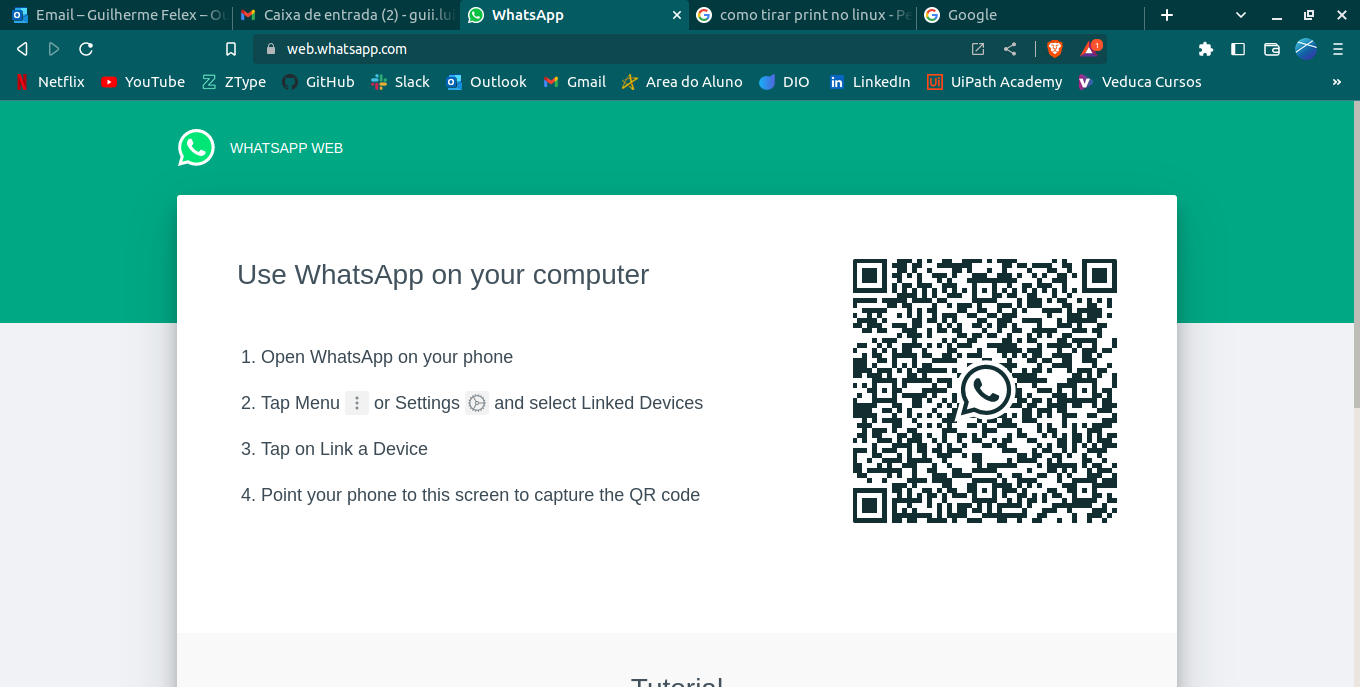 Email – Guilherme Felex – Ou
Caixa de entrada (2) - guii.lui
WhatsApp
como tirar print no linux - Pe
Google
web.whatsapp.com
1
Netflix
YouTube
ZType
GitHub
Slack
Outlook
Gmail
Area do Aluno
DIO
LinkedIn
UiPath Academy
Veduca Cursos
WHATSAPP WEB
Use WhatsApp on your computer
1. Open WhatsApp on your phone
2. Tap Menu or Settings and select Linked Devices
3. Tap on Link a Device
4. Point your phone to this screen to capture the QR code
Tutorial